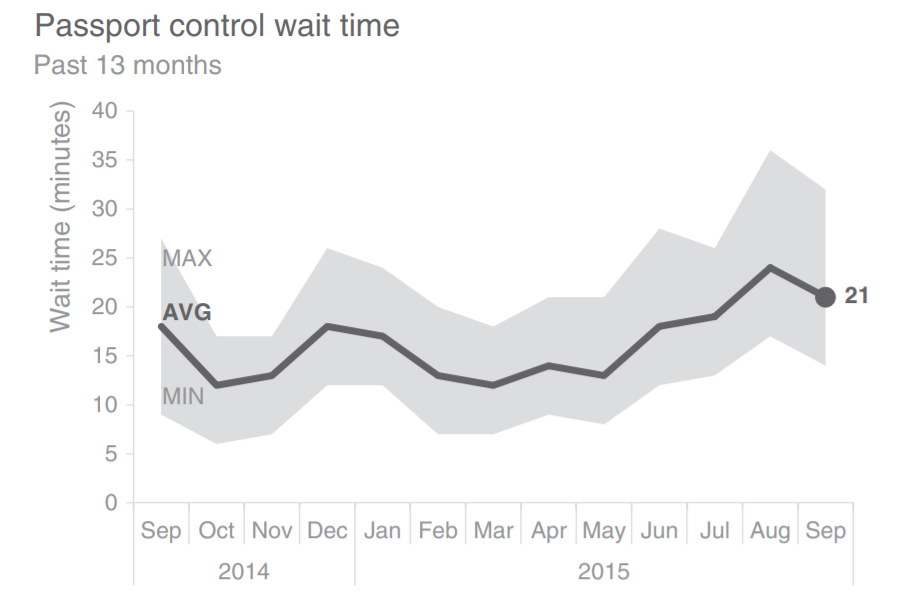 Passport control wait time
Past 13 months
Wait time (minutes)
40
35
30
25
20
15
10
5
0
MAX
AVG
MIN
21
Sep Oct Nov Dec Jan Feb Mar Apr May Jun Jul Aug Sep
2014 2015